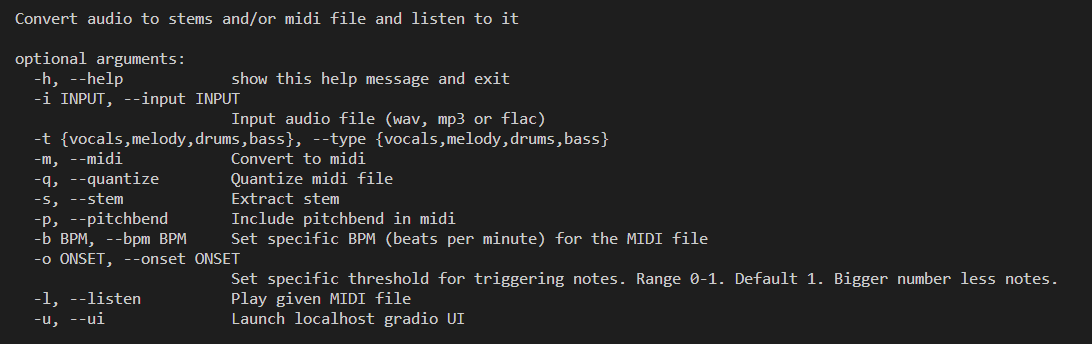 Convert audio to stems and/or midi file and listen to it
optional arguments:
-h, --help            show this help message and exit
-i INPUT, --input INPUT
Input audio file (wav, mp3 or flac)
-t {vocals,melody,drums,bass}, --type {vocals,melody,drums,bass}
-m, --midi            Convert to midi
-q, --quantize        Quantize midi file
-s, --stem            Extract stem
-p, --pitchbend       Include pitchbend in midi
-b BPM, --bpm BPM     Set specific BPM (beats per minute) for the MIDI file
-o ONSET, --onset ONSET
Set specific threshold for triggering notes. Range 0-1. Default 1. Bigger number less notes.
-l, --listen          Play given MIDI file
-u, --ui              Launch localhost gradio UI